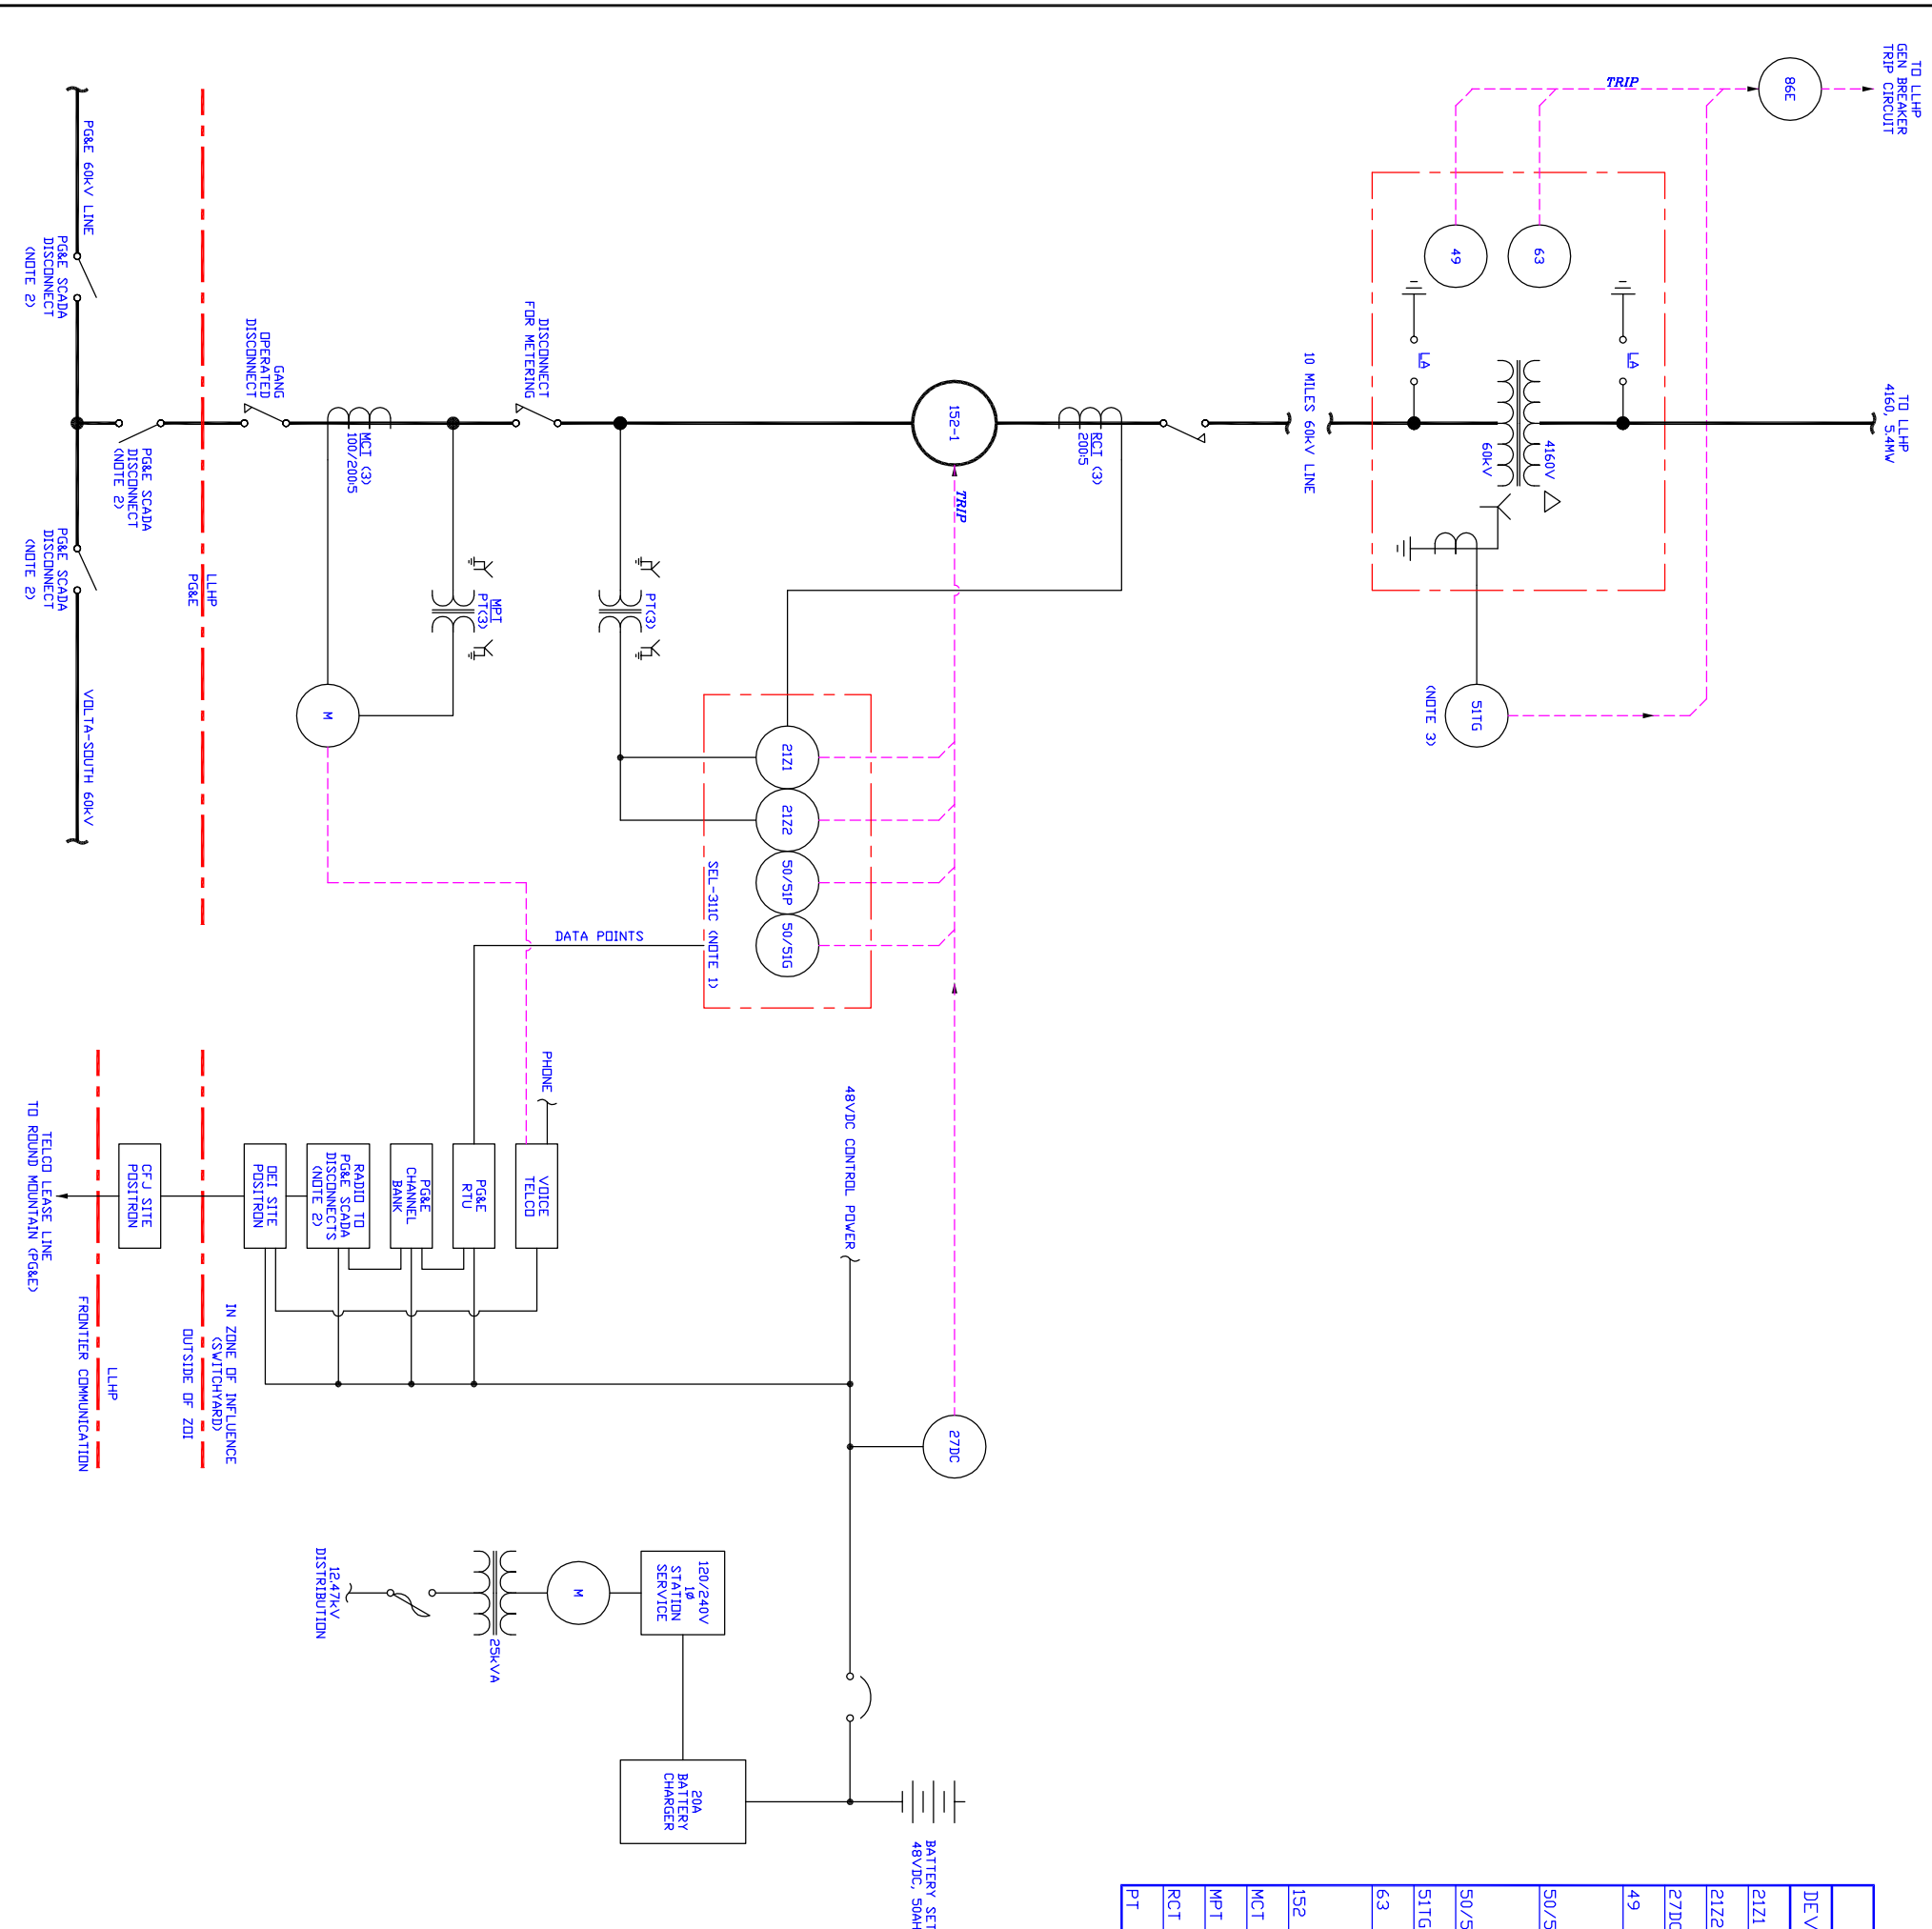 TO LLHP
GEN BREAKER
TRIP CIRCUIT
86E
TRIP
TO LLHP
4160, 5.4MW
49
63
LA
LA
4160V
60kV
51TG
(NOTE 3)
10 MILES 60kV LINE
RCT (3)
200:5
152-1
TRIP
DISCONNECT
FOR METERING
PT(3)
MPT
PT(3)
GANG
OPERATED
DISCONNECT
MCT (3)
100/200:5
M
LLHP
PG&E
PG&E 60kV LINE
PG&E SCADA
DISCONNECT
(NOTE 2)
PG&E SCADA
DISCONNECT
(NOTE 2)
PG&E SCADA
DISCONNECT
(NOTE 2)
VOLTA-SOUTH 60kV
21Z1
21Z2
50/51P
50/51G
SEL-311C (NOTE 1)
DATA POINTS
PHONE
48VDC CONTROL POWER
VOICE
TELCO
PG&E
RTU
PG&E
CHANNEL
BANK
RADIO TO
PG&E SCADA
DISCONNECTS
(NOTE 2)
OEI SITE
POSITRON
CFJ SITE
POSITRON
TELCO LEASE LINE
TO ROUND MOUNTAIN (PG&E)
IN ZONE OF INFLUENCE
(SWITCHYARD)
OUTSIDE OF ZOI
LLHP
FRONTIER COMMUNICATION
27DC
120/240V
1Ø
STATION
SERVICE
M
25kVA
12.47kV
DISTRIBUTION
20A
BATTERY
CHARGER
BATTERY SET
48VDC, 50AH
DEV
21Z1
21Z2
27DC
49
50/5
50/5
51TG
63
152
MCT
MPT
RCT
PT